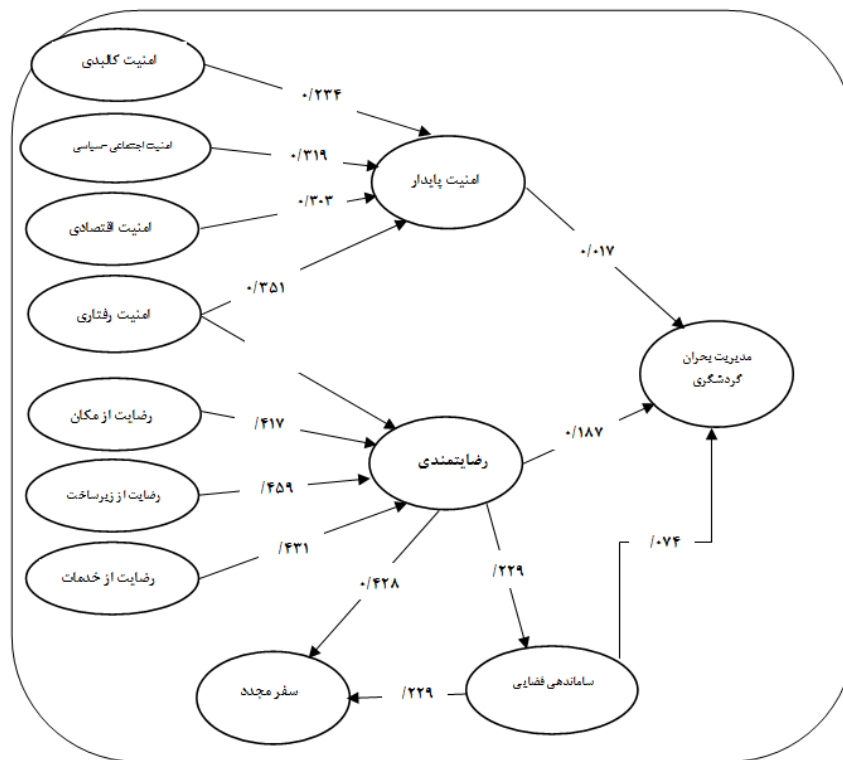 امنیت کالبدی
۰/۲۳۴
امنیت اجتماعی -سیاسی
۰/۳۱۹
امنیت پایدار
۰/۳۰۳
امنیت اقتصادی
۰/۰۱۷
۰/۳۵۱
امنیت رفتاری
مدیریت بحران
گردشگری
رضایت از مکان
/۴۱۷
۰/۱۸۷
رضایتمندی
رضایت از زیرساخت
/۴۵۹
/۴۳۱
رضایت از خدمات
۰/۴۲۸
/۲۲۹
/۰۷۴
ساماندهی فضایی
سفر مجدد
/۲۲۹